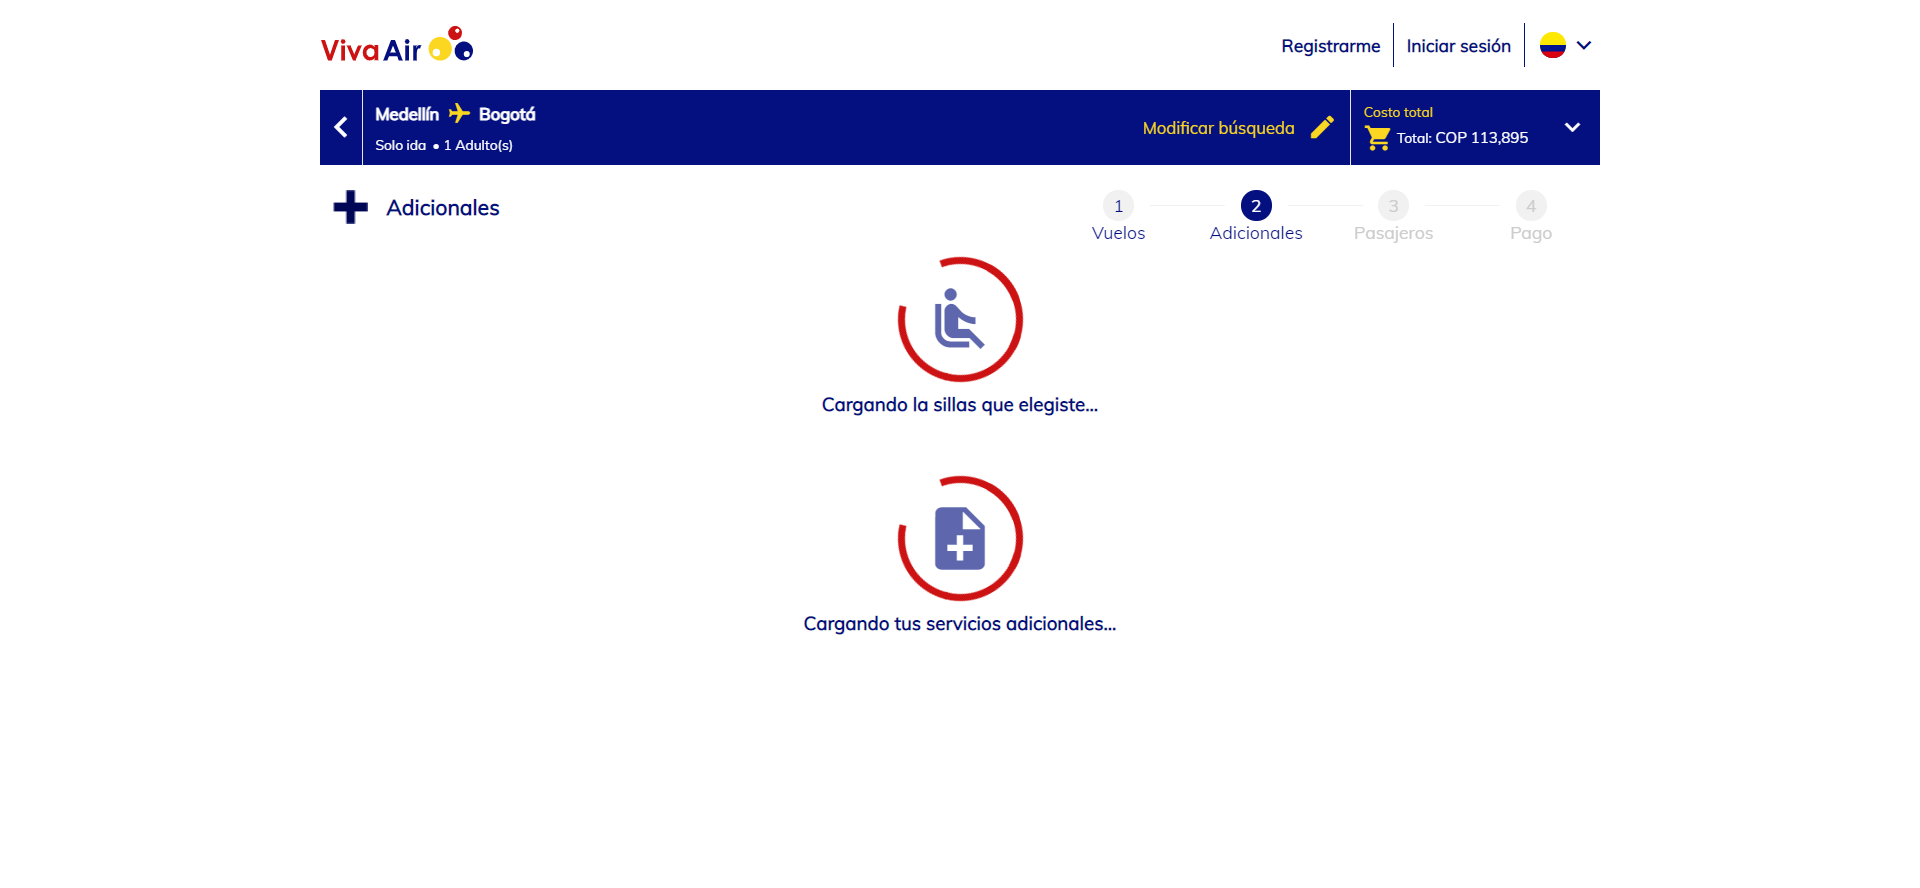 Viva Air
Registrarme
Iniciar sesión
Medellín Bogotá
Solo ida • 1 Adulto(s)
Modificar búsqueda
Costo total
Total: COP 113,895
Adicionales
1 2 3 4
Vuelos Adicionales Pasajeros Pago
Cargando la sillas que elegiste...
Cargando tus servicios adicionales...